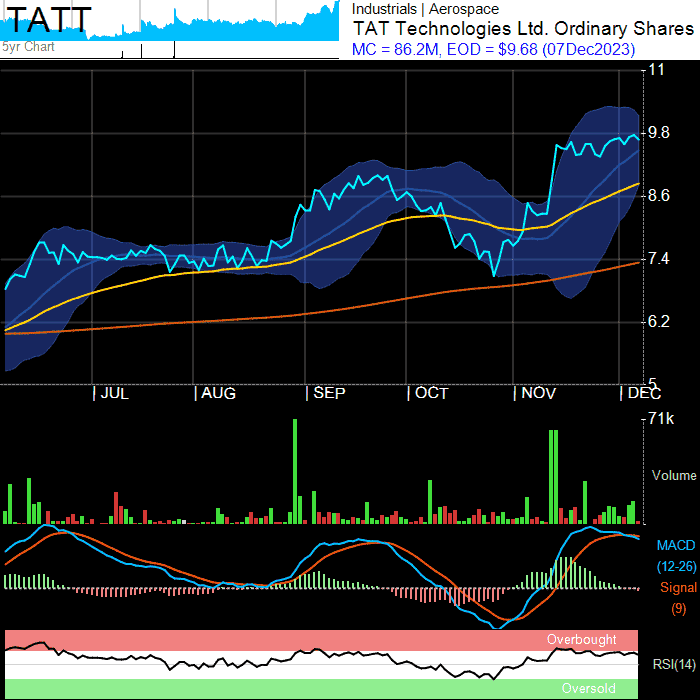 TATT
5yr Chart
Industrials | Aerospace
TAT Technologies Ltd. Ordinary Shares
MC = 86.2M, EOD = $9.68 (07Dec2023)
11
9.8
8.6
7.4
6.2
5
JUL AUG SEP OCT NOV DEC
71k
Volume
MACD
(12-26)
Signal
(9)
Overbought
RSI(14)
Oversold